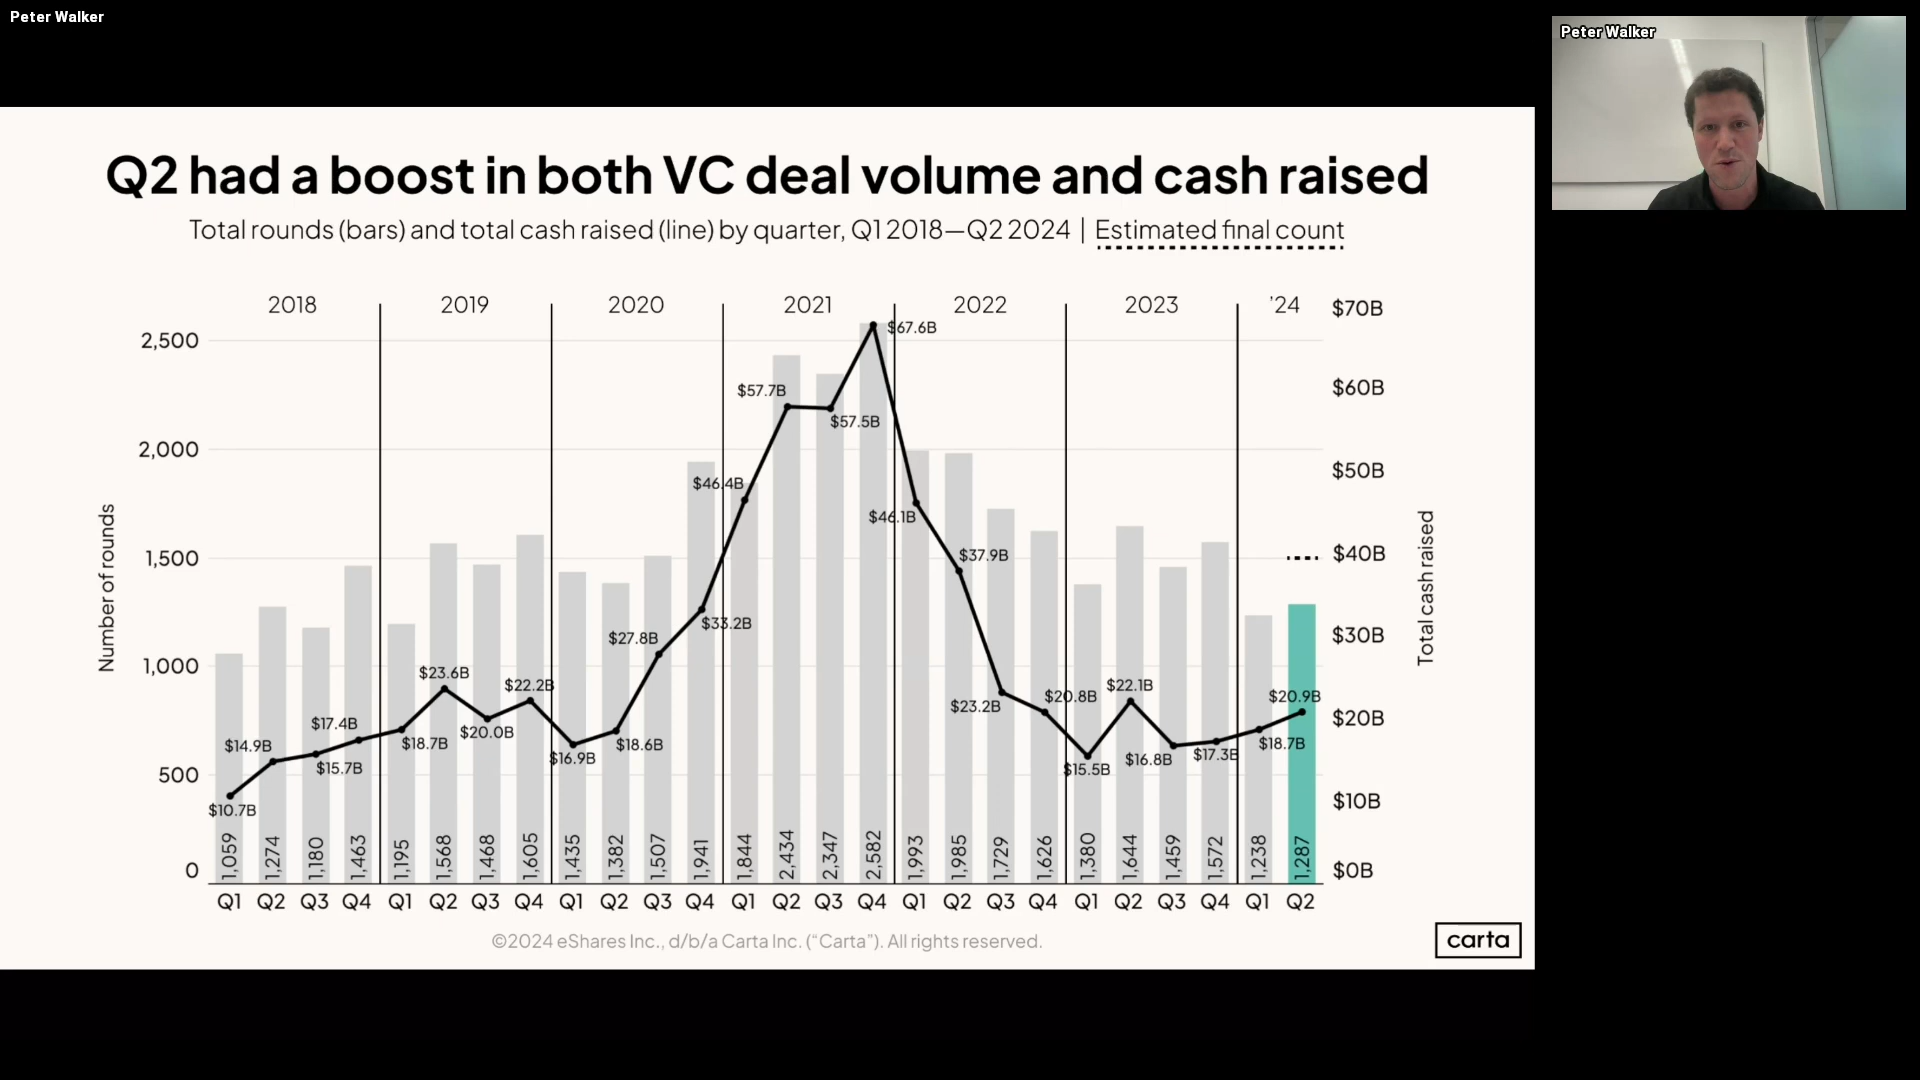 Peter Walker
Peter Walker
Q2 had a boost in both VC deal volume and cash raised
Total rounds (bars) and total cash raised (line) by quarter, Q1 2018—Q2 2024 | Estimated final count
2018 2019 2020 2021 2022 2023 ’24
Number of rounds
2,500
2,000
1,500
1,000
500
0
$70B
$60B
$50B
$40B
$30B
$20B
$10B
$0B
Total cash raised
$10.7B
$14.9B
$15.7B
$17.4B
$18.7B
$23.6B
$20.0B
$22.2B
$16.9B
$18.6B
$27.8B
$33.2B
$46.4B
$57.7B
$57.5B
$67.6B
$46.1B
$37.9B
$23.2B
$20.8B
$15.5B
$22.1B
$16.8B
$17.3B
$18.7B
$20.9B
1,059 1,274 1,180 1,463 1,195 1,568 1,468 1,605 1,435 1,382 1,507 1,941 1,844 2,434 2,347 2,582 1,993 1,985 1,729 1,626 1,380 1,644 1,459 1,572 1,238 1,287
Q1 Q2 Q3 Q4 Q1 Q2 Q3 Q4 Q1 Q2 Q3 Q4 Q1 Q2 Q3 Q4 Q1 Q2 Q3 Q4 Q1 Q2 Q3 Q4 Q1 Q2
©2024 eShares Inc., d/b/a Carta Inc. (“Carta”). All rights reserved.
carta